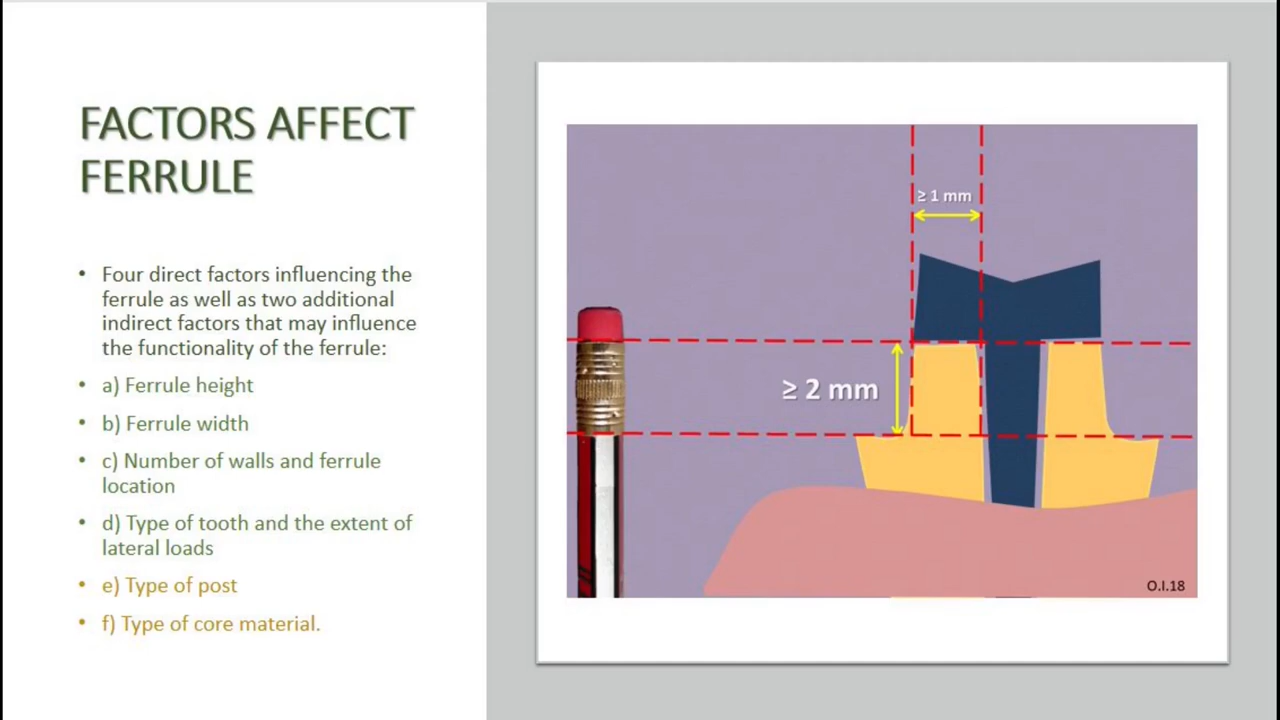 FACTORS AFFECT
FERRULE
• Four direct factors influencing the
ferrule as well as two additional
indirect factors that may influence
the functionality of the ferrule:
• a) Ferrule height
• b) Ferrule width
• c) Number of walls and ferrule
location
• d) Type of tooth and the extent of
lateral loads
• e) Type of post
• f) Type of core material.
≥ 1 mm
≥ 2 mm
O.I.18